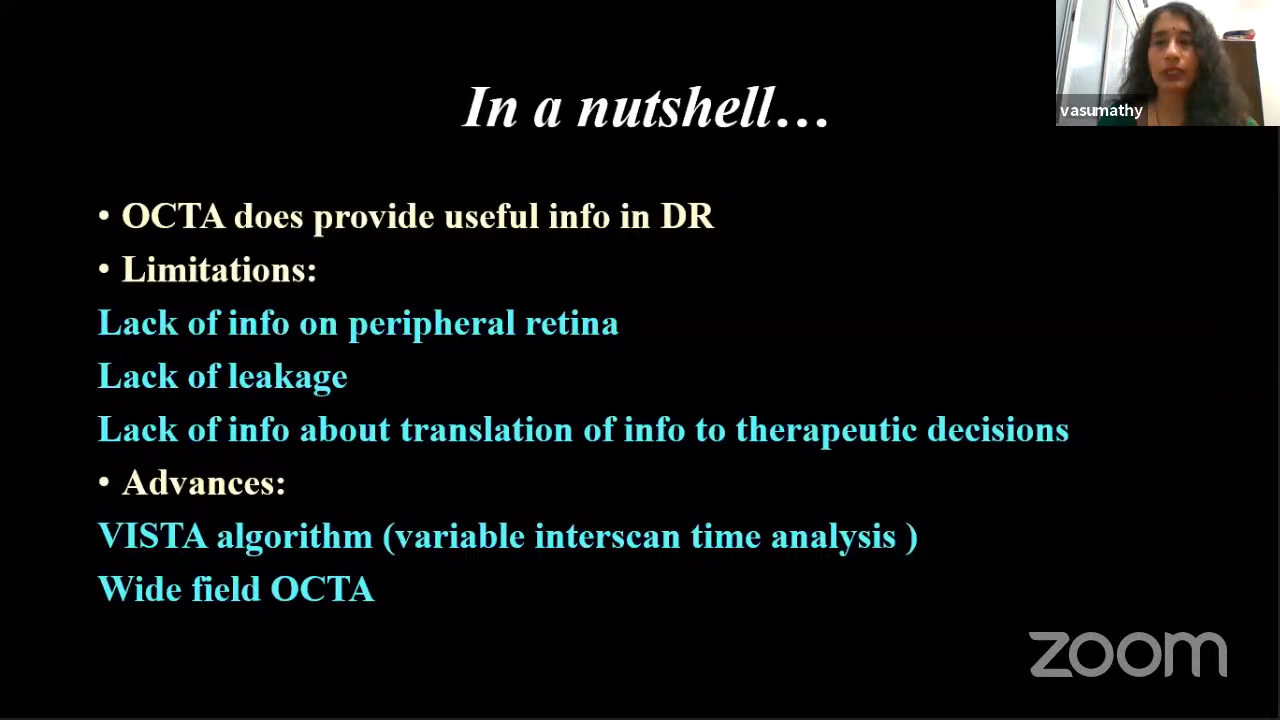 In a nutshell…
vasumathy
• OCTA does provide useful info in DR
• Limitations:
Lack of info on peripheral retina
Lack of leakage
Lack of info about translation of info to therapeutic decisions
• Advances:
VISTA algorithm (variable interscan time analysis )
Wide field OCTA
zoom